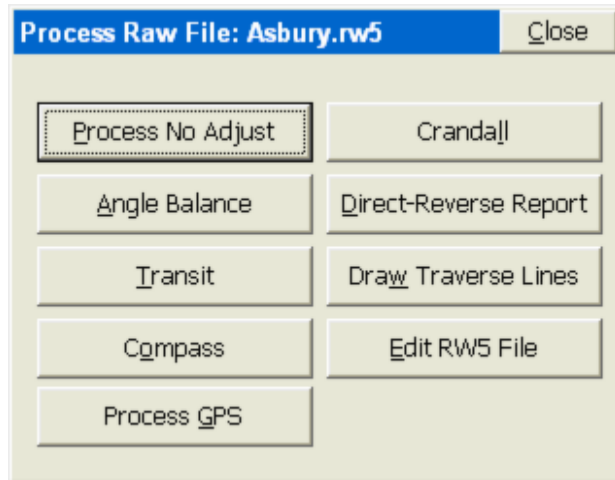 Process Raw File: Asbury.rw5 Close
Process No Adjust Crandall
Angle Balance Direct-Reverse Report
Transit Draw Traverse Lines
Compass Edit RW5 File
Process GPS